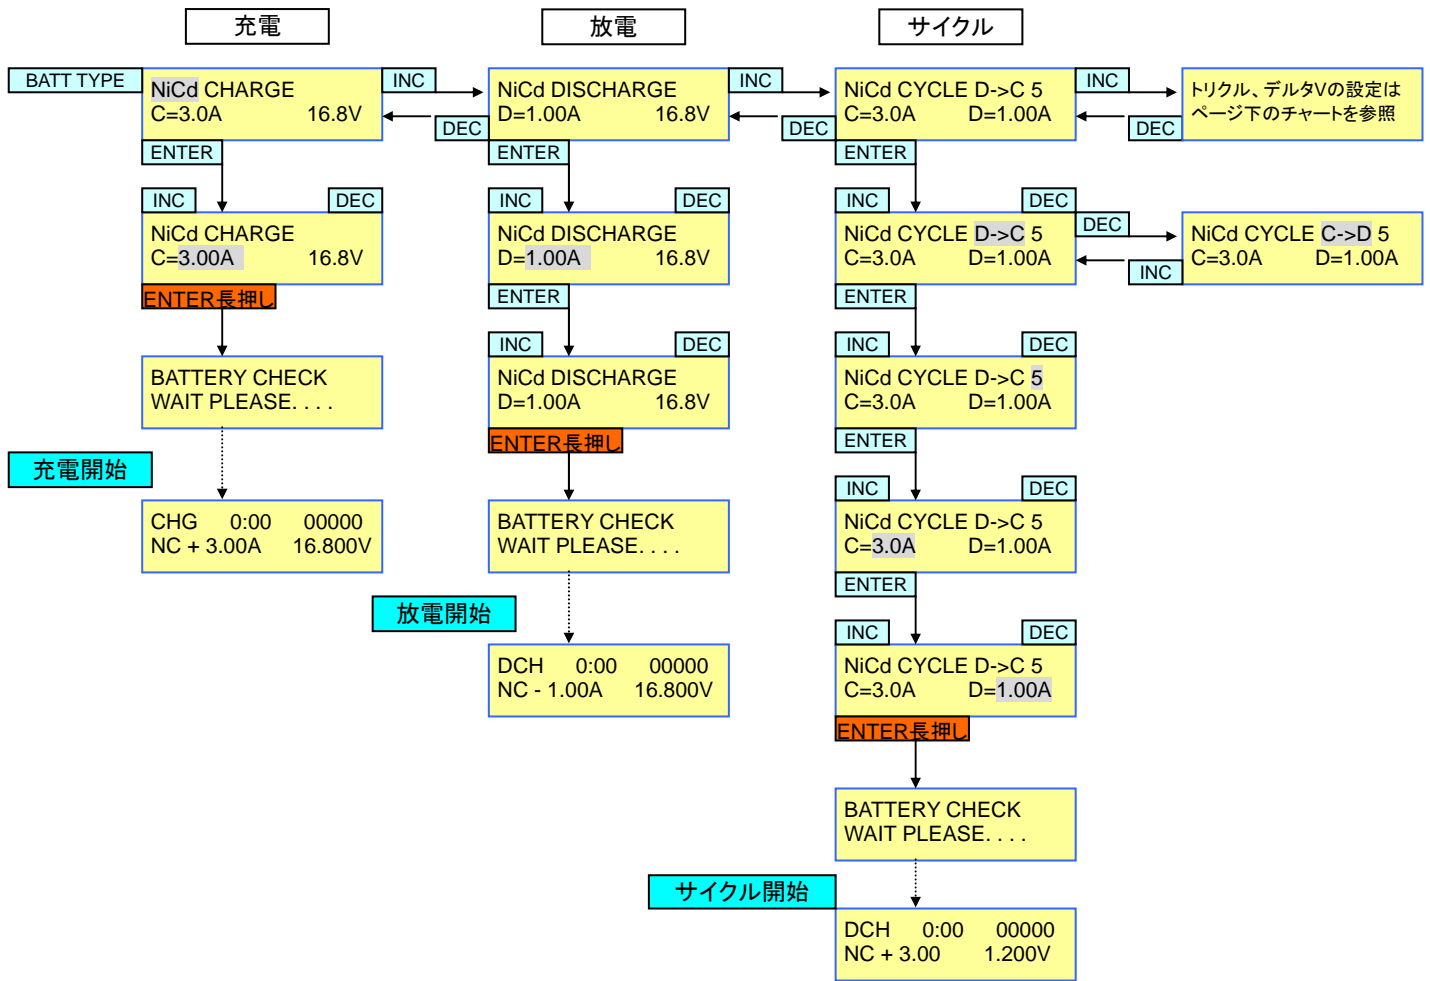 充電
放電
サイクル
BATT TYPE
NiCd CHARGE
C=3.0A 16.8V
INC
DEC
NiCd DISCHARGE
D=1.00A 16.8V
INC
DEC
NiCd CYCLE D->C 5
C=3.0A D=1.00A
INC
DEC
トリクル、デルタVの設定は
ページ下のチャートを参照
ENTER
ENTER
ENTER
INC
DEC
NiCd CHARGE
C=3.00A 16.8V
ENTER長押し
INC
DEC
NiCd DISCHARGE
D=1.00A 16.8V
ENTER
INC
DEC
NiCd CYCLE D->C 5
C=3.0A D=1.00A
ENTER
DEC
INC
NiCd CYCLE C->D 5
C=3.0A D=1.00A
BATTERY CHECK
WAIT PLEASE. . . .
INC
DEC
NiCd DISCHARGE
D=1.00A 16.8V
ENTER長押し
INC
DEC
NiCd CYCLE D->C 5
C=3.0A D=1.00A
ENTER
充電開始
CHG 0:00 00000
NC + 3.00A 16.800V
BATTERY CHECK
WAIT PLEASE. . . .
INC
DEC
NiCd CYCLE D->C 5
C=3.0A D=1.00A
ENTER
放電開始
DCH 0:00 00000
NC - 1.00A 16.800V
INC
DEC
NiCd CYCLE D->C 5
C=3.0A D=1.00A
ENTER長押し
BATTERY CHECK
WAIT PLEASE. . . .
サイクル開始
DCH 0:00 00000
NC + 3.00 1.200V